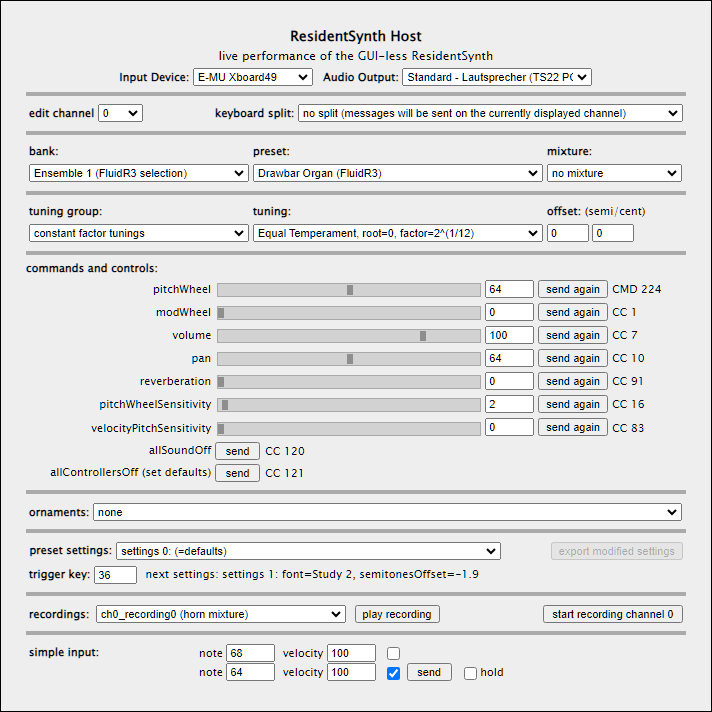 ResidentSynth Host
live performance of the GUI-less ResidentSynth
Input Device: E-MU Xboard49 Audio Output: Standard - Lautsprecher (TS22 PC
edit channel 0 keyboard split: no split (messages will be sent on the currently displayed channel)
bank: preset: mixture:
Ensemble 1 (FluidR3 selection) Drawbar Organ (FluidR3) no mixture
tuning group: tuning: offset: (semi/cent)
constant factor tunings Equal Temperament, root=0, factor=2^(1/12) 0 0
commands and controls:
pitchWheel 64 send again CMD 224
modWheel 0 send again CC 1
volume 100 send again CC 7
pan 64 send again CC 10
reverberation 0 send again CC 91
pitchWheelSensitivity 2 send again CC 16
velocityPitchSensitivity 0 send again CC 83
allSoundOff send CC 120
allControllersOff (set defaults) send CC 121
ornaments: none
preset settings: settings 0: (=defaults) export modified settings
trigger key: 36 next settings: settings 1: font=Study 2, semitonesOffset=-1.9
recordings: ch0_recording0 (horn mixture) play recording start recording channel 0
simple input: note 68 velocity 100
note 64 velocity 100 send hold